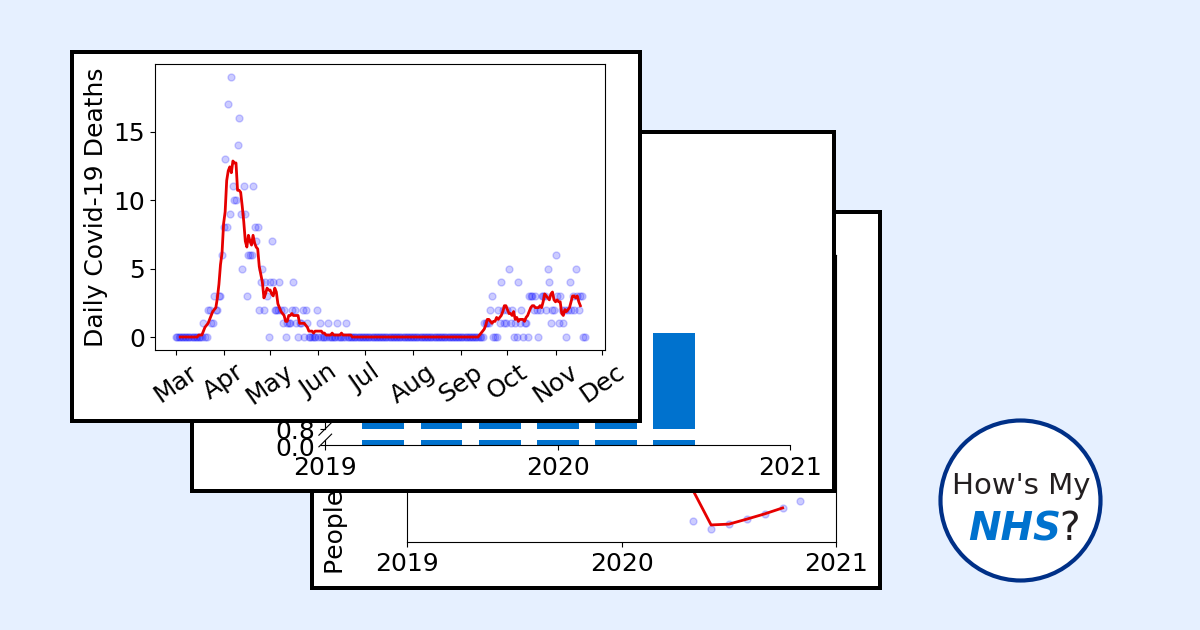 Daily Covid-19 Deaths
15
10
5
0
Mar Apr May Jun Jul Aug Sep Oct Nov Dec
0.8
0.0
2019 2020 2021
People
2019 2020 2021
How's My
NHS?